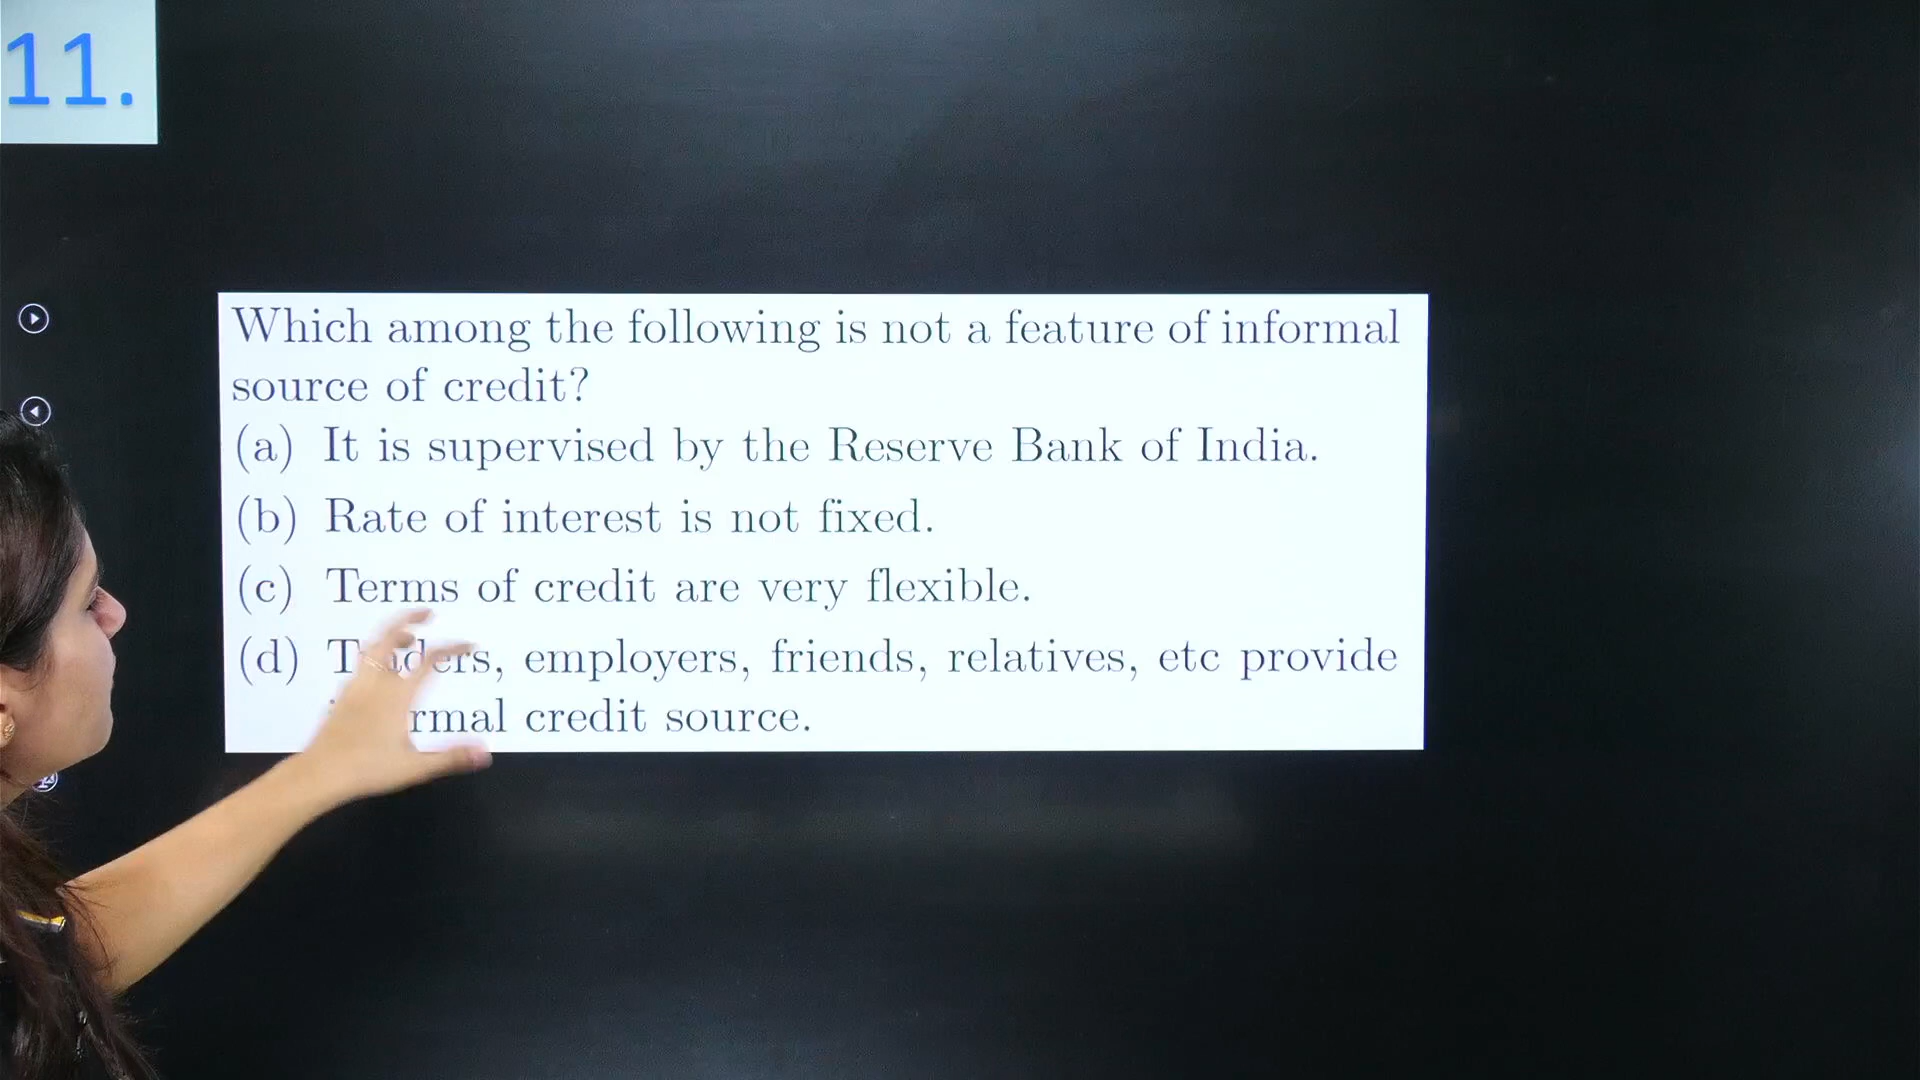 11.
Which among the following is not a feature of informal
source of credit?
(a) It is supervised by the Reserve Bank of India.
(b) Rate of interest is not fixed.
(c) Terms of credit are very flexible.
(d) employers, friends, relatives, etc provide
credit source.